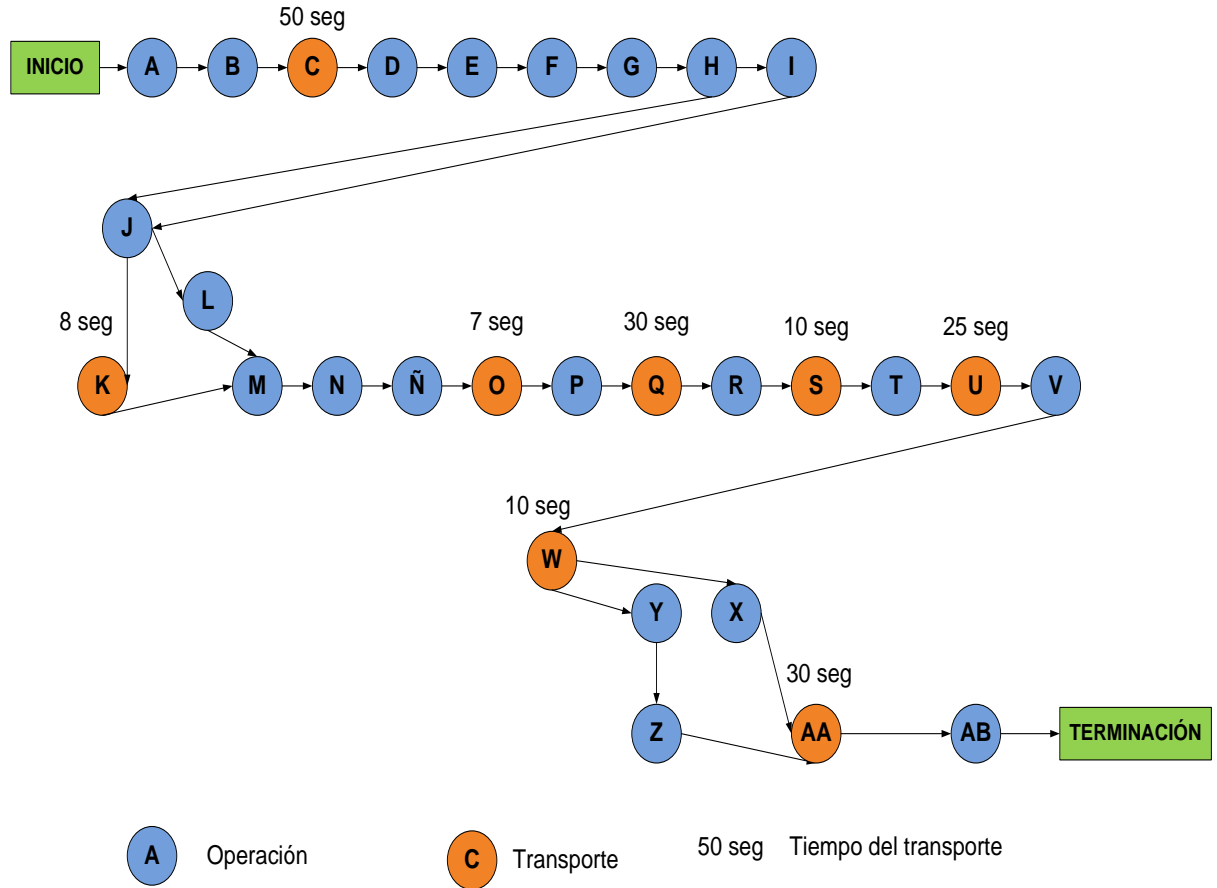 50 seg
INICIO A B C D E F G H I
J
L
8 seg 7 seg 30 seg 10 seg 25 seg
K M N Ñ O P Q R S T U V
10 seg
W
Y X
30 seg
Z AA AB TERMINACIÓN
A Operación C Transporte 50 seg Tiempo del transporte